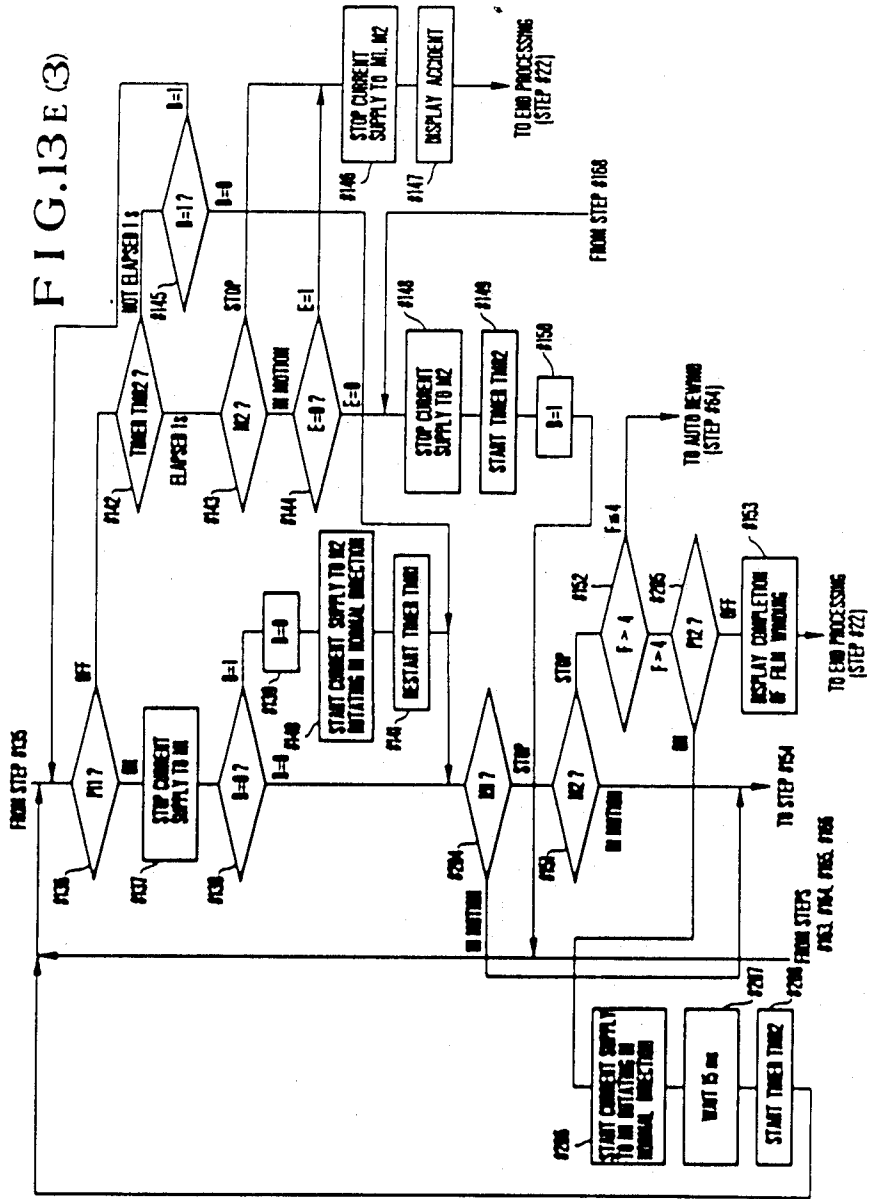 FIG.13E(3)
FROM STEP #135
#136
PI1 ?
OFF
ON
#137
STOP CURRENT
SUPPLY TO M1
#138
B=0 ?
B=1
B=0
#139
B=0
#140
START CURRENT SUPPLY TO M2
ROTATING IN NORMAL DIRECTION
#141
RESTART TIMER TMR2
#142
TIMER TMR2 ?
NOT ELAPSED 1s
ELAPSED 1s
#145
B=1 ?
B=1
B=0
#143
M2 ?
STOP
IN MOTION
#144
E=0 ?
E=1
E=0
#146
STOP CURRENT
SUPPLY TO M1, M2
#147
DISPLAY ACCIDENT
TO END PROCESSING
(STEP #22)
FROM STEP #168
#148
STOP CURRENT
SUPPLY TO M2
#149
START TIMER TMR2
#150
B=1
#204
IN MOTION
STOP
#151
M2 ?
STOP
IN MOTION
#152
F > 4
F≤4
F > 4
TO AUTO REWIND
(STEP #64)
#205
PI2 ?
ON
OFF
#153
DISPLAY COMPLETION
OF FILM WINDING
TO END PROCESSING
(STEP #22)
TO STEP #154
FROM STEPS
#163, #164, #165, #166
#206
START CURRENT SUPPLY
TO M1 ROTATING IN
NORMAL DIRECTION
#207
WAIT 15 ms
#208
START TIMER TMR2